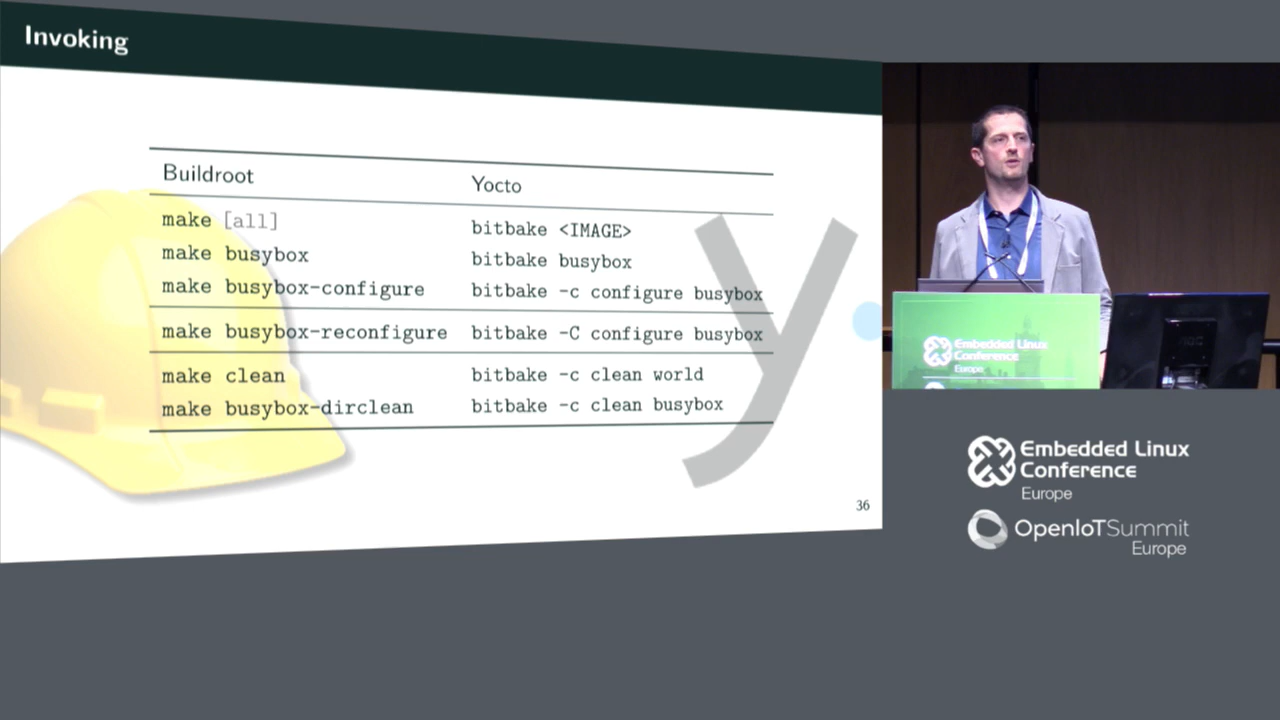 Invoking
Buildroot Yocto
make [all] bitbake <IMAGE>
make busybox bitbake busybox
make busybox-configure bitbake -c configure busybox
make busybox-reconfigure bitbake -C configure busybox
make clean bitbake -c clean world
make busybox-dirclean bitbake -c clean busybox
36
Embedded Linux
Conference
Europe
Embedded Linux
Conference
Europe
OpenIoTSummit
Europe